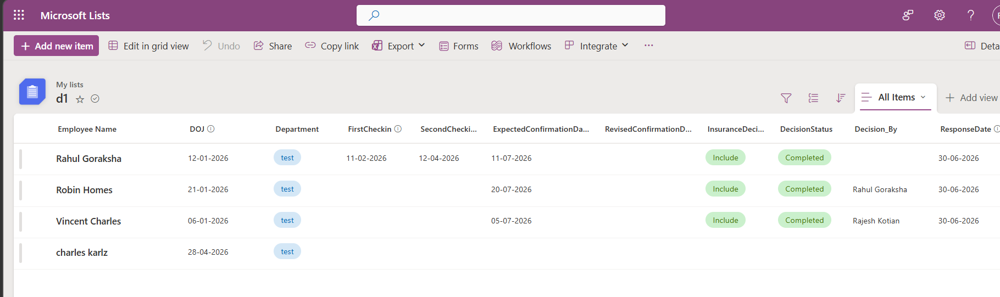 Microsoft Lists
Add new item Edit in grid view Undo Share Copy link Export Forms Workflows Integrate ... Deta
My lists
d1
All Items Add view
Employee Name DOJ Department FirstCheckin SecondChecki... ExpectedConfirmationDa... RevisedConfirmationD... InsuranceDeci... DecisionStatus Decision_By ResponseDate
Rahul Goraksha 12-01-2026 test 11-02-2026 12-04-2026 11-07-2026 Include Completed 30-06-2026
Robin Homes 21-01-2026 test 20-07-2026 Include Completed Rahul Goraksha 30-06-2026
Vincent Charles 06-01-2026 test 05-07-2026 Include Completed Rajesh Kotian 30-06-2026
charles karlz 28-04-2026 test